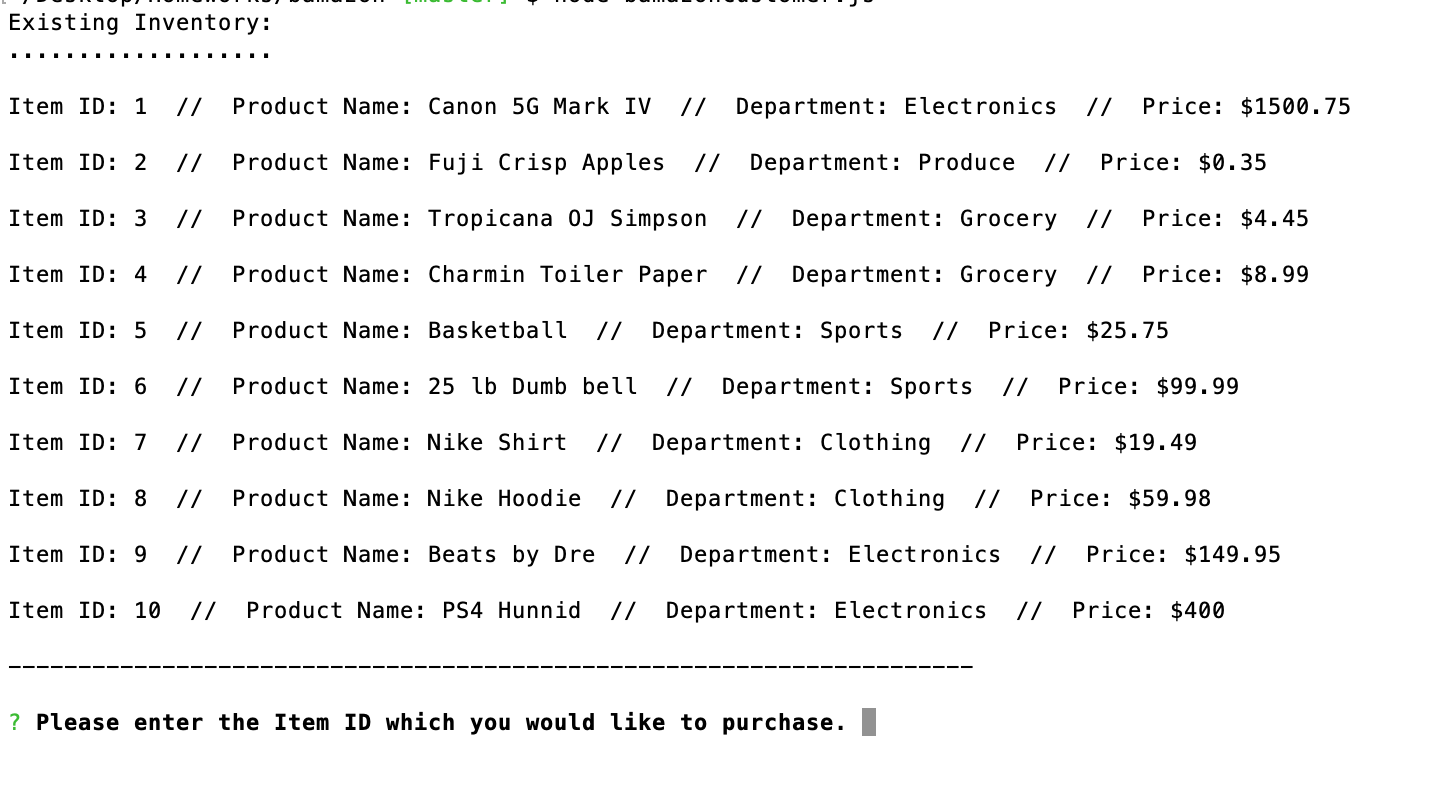 Existing Inventory:
...................
Item ID: 1  //  Product Name: Canon 5G Mark IV  //  Department: Electronics  //  Price: $1500.75
Item ID: 2  //  Product Name: Fuji Crisp Apples  //  Department: Produce  //  Price: $0.35
Item ID: 3  //  Product Name: Tropicana OJ Simpson  //  Department: Grocery  //  Price: $4.45
Item ID: 4  //  Product Name: Charmin Toiler Paper  //  Department: Grocery  //  Price: $8.99
Item ID: 5  //  Product Name: Basketball  //  Department: Sports  //  Price: $25.75
Item ID: 6  //  Product Name: 25 lb Dumb bell  //  Department: Sports  //  Price: $99.99
Item ID: 7  //  Product Name: Nike Shirt  //  Department: Clothing  //  Price: $19.49
Item ID: 8  //  Product Name: Nike Hoodie  //  Department: Clothing  //  Price: $59.98
Item ID: 9  //  Product Name: Beats by Dre  //  Department: Electronics  //  Price: $149.95
Item ID: 10  //  Product Name: PS4 Hunnid  //  Department: Electronics  //  Price: $400
---------------------------------------------------------------------
? Please enter the Item ID which you would like to purchase.